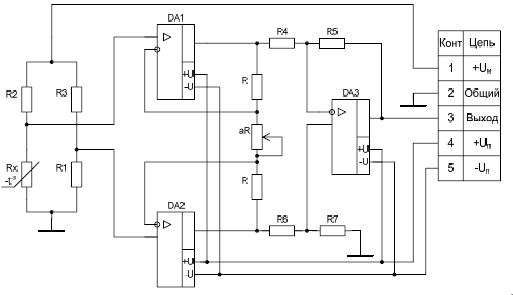 DA1
R4
R5
Конт
Цепь
1
+Uм
2
Общий
3
Выход
4
+Uп
5
-Uп
R2
R3
+U
-U
R
DA3
aR
+U
-U
Rx
-t°
R1
R
DA2
R6
R7
+U
-U